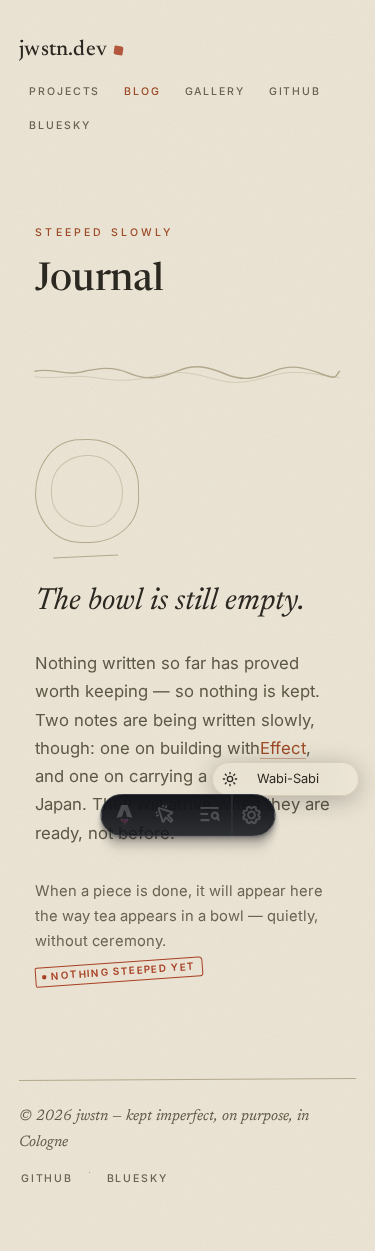 jwstn.dev
PROJECTS BLOG GALLERY GITHUB
BLUESKY
STEEPED SLOWLY
Journal
The bowl is still empty.
Nothing written so far has proved
worth keeping — so nothing is kept.
Two notes are being written slowly,
though: one on building withEffect,
and one on carrying a
Wabi-Sabi
Japan. they are
ready, not before.
When a piece is done, it will appear here
the way tea appears in a bowl — quietly,
without ceremony.
NOTHING STEEPED YET
© 2026 jwstn – kept imperfect, on purpose, in
Cologne
GITHUB · BLUESKY